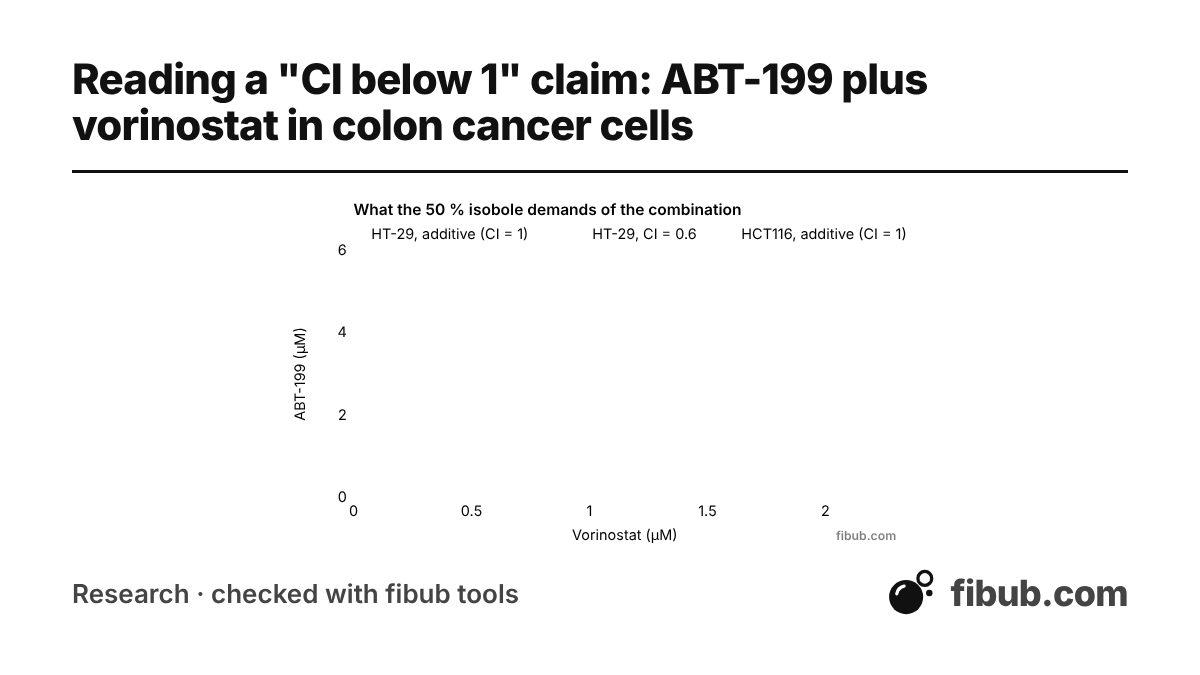 Reading a "CI below 1" claim: ABT-199 plus
vorinostat in colon cancer cells
What the 50 % isobole demands of the combination
HT-29, additive (CI = 1)
HT-29, CI = 0.6
HCT116, additive (CI = 1)
6
4
2
0
ABT-199 (µM)
0
0.5
1
1.5
2
Vorinostat (µM)
fibub.com
Research · checked with fibub tools
fibub.com